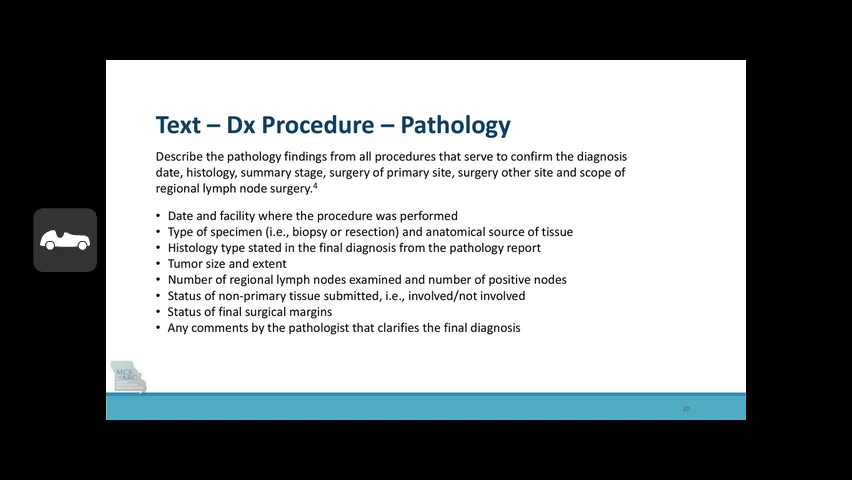 Text – Dx Procedure – Pathology
Describe the pathology findings from all procedures that serve to confirm the diagnosis
date, histology, summary stage, surgery of primary site, surgery other site and scope of
regional lymph node surgery.⁴
• Date and facility where the procedure was performed
• Type of specimen (i.e., biopsy or resection) and anatomical source of tissue
• Histology type stated in the final diagnosis from the pathology report
• Tumor size and extent
• Number of regional lymph nodes examined and number of positive nodes
• Status of non-primary tissue submitted, i.e., involved/not involved
• Status of final surgical margins
• Any comments by the pathologist that clarifies the final diagnosis
MCR
ARC
20